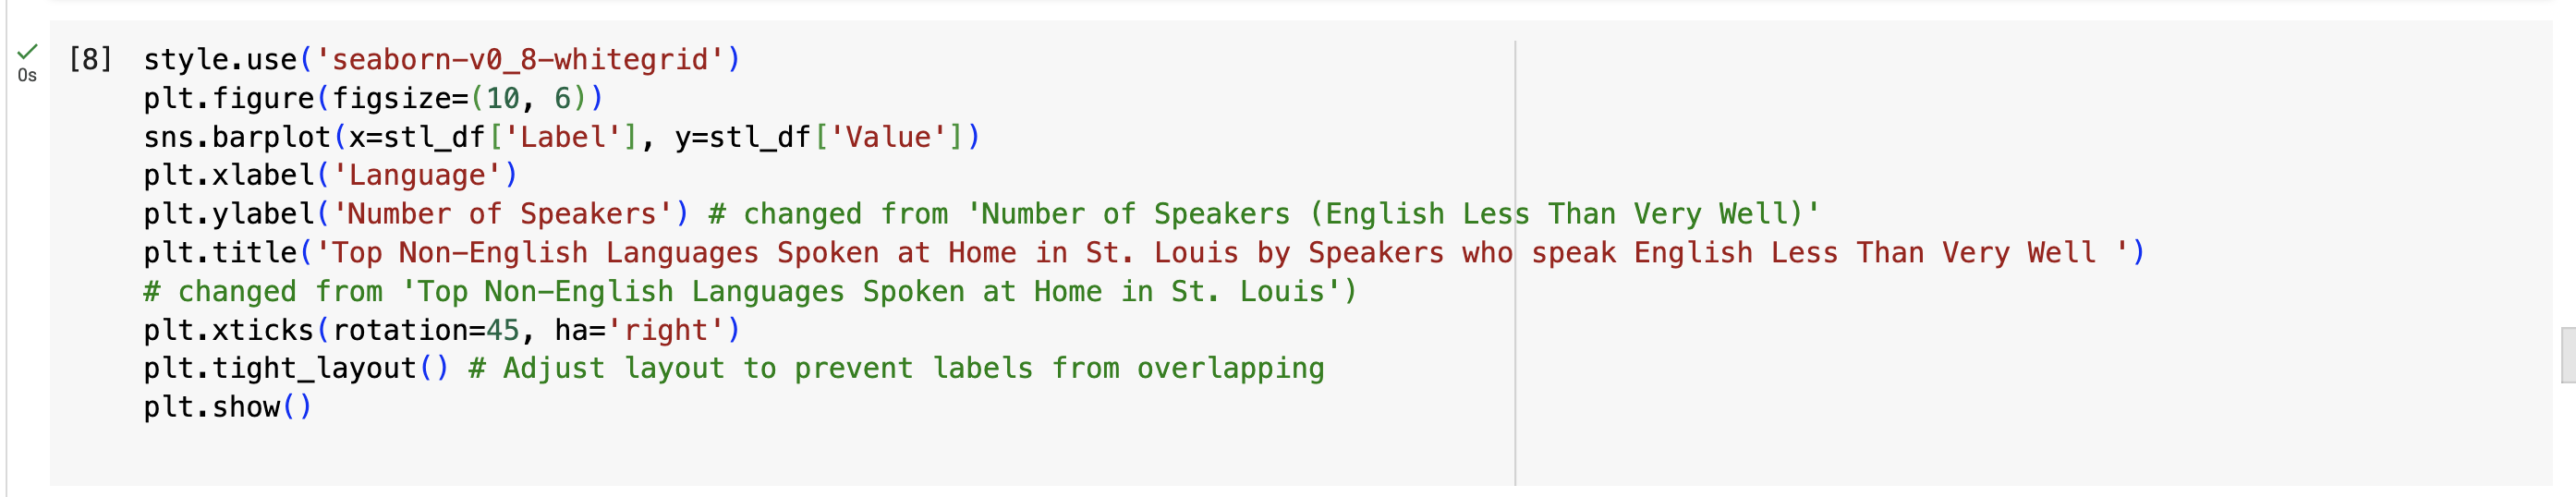 [8] style.use('seaborn-v0_8-whitegrid')
0s
plt.figure(figsize=(10, 6))
sns.barplot(x=stl_df['Label'], y=stl_df['Value'])
plt.xlabel('Language')
plt.ylabel('Number of Speakers') # changed from 'Number of Speakers (English Less Than Very Well)'
plt.title('Top Non-English Languages Spoken at Home in St. Louis by Speakers who speak English Less Than Very Well ')
# changed from 'Top Non-English Languages Spoken at Home in St. Louis')
plt.xticks(rotation=45, ha='right')
plt.tight_layout() # Adjust layout to prevent labels from overlapping
plt.show()